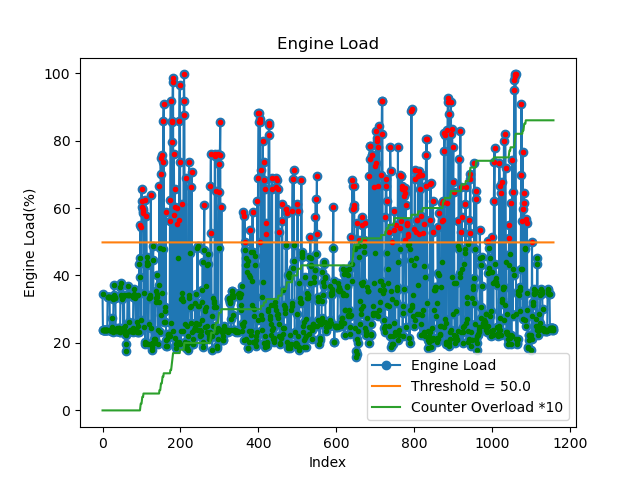 Engine Load
100
80
60
40
20
0
Engine Load(%)
Engine Load
Threshold = 50.0
Counter Overload *10
0 200 400 600 800 1000 1200
Index